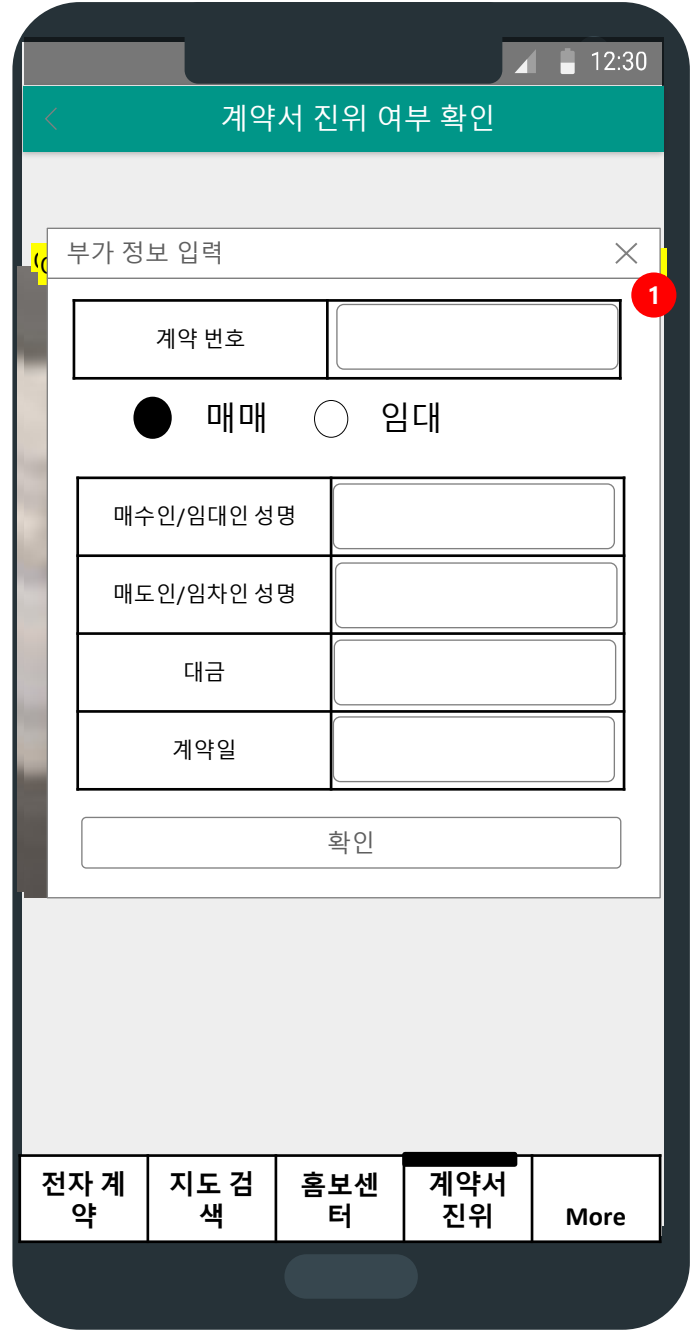 12:30
계약서 진위 여부 확인
부가 정보 입력
1
계약 번호
매매 임대
매수인/임대인 성명
매도인/임차인 성명
대금
계약일
확인
전자 계
약
지도 검
색
홍보센
터
계약서
진위
More